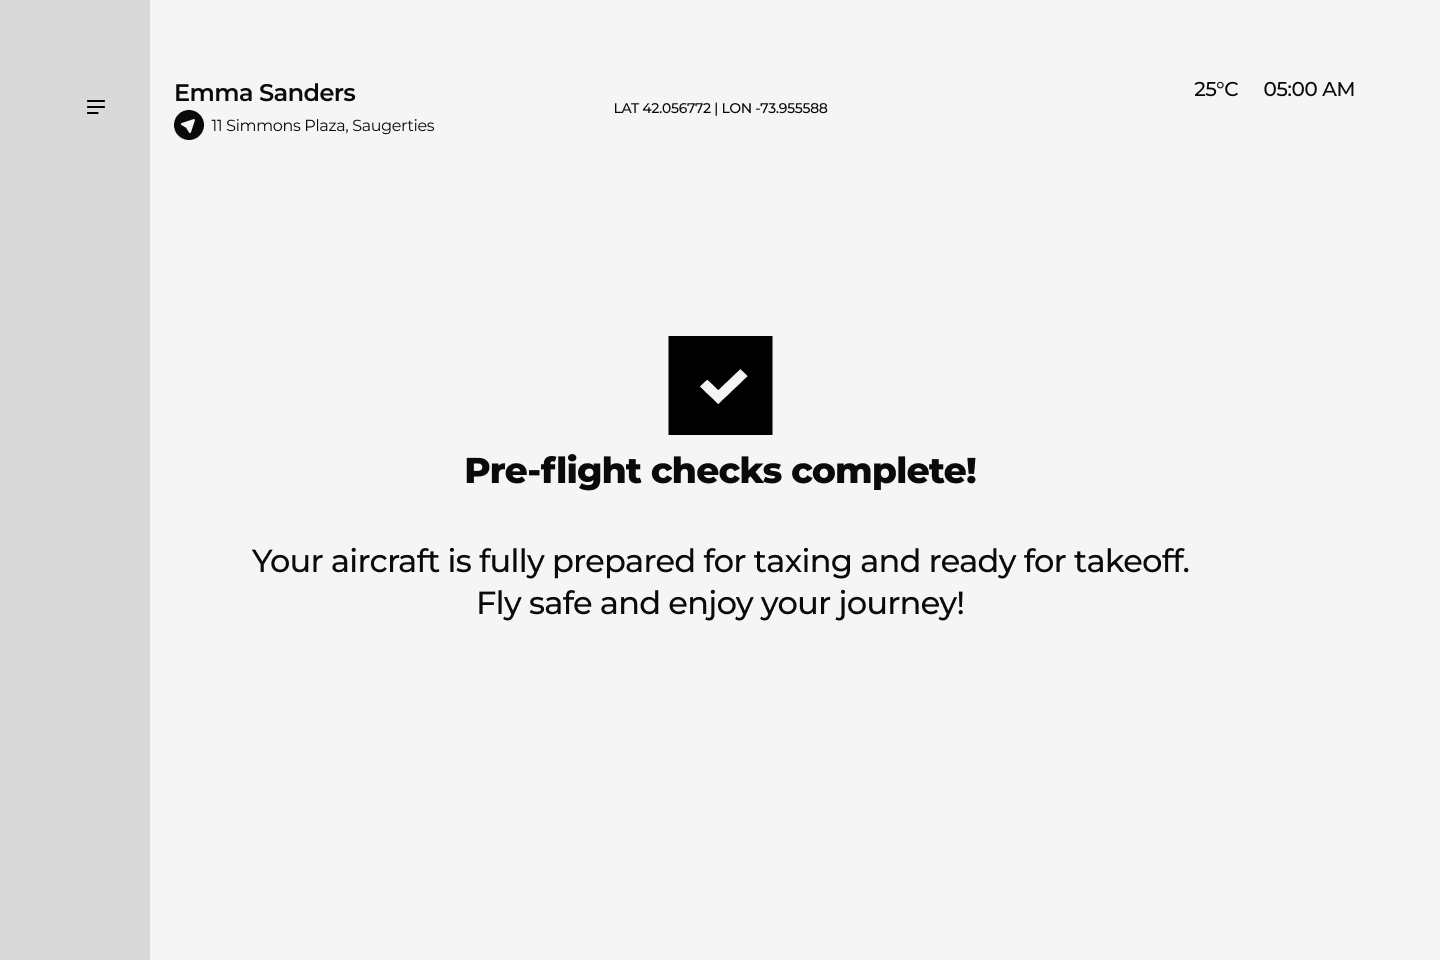 Emma Sanders
11 Simmons Plaza, Saugerties
LAT 42.056772 | LON -73.955588
25°C 05:00 AM
Pre-flight checks complete!
Your aircraft is fully prepared for taxing and ready for takeoff.
Fly safe and enjoy your journey!